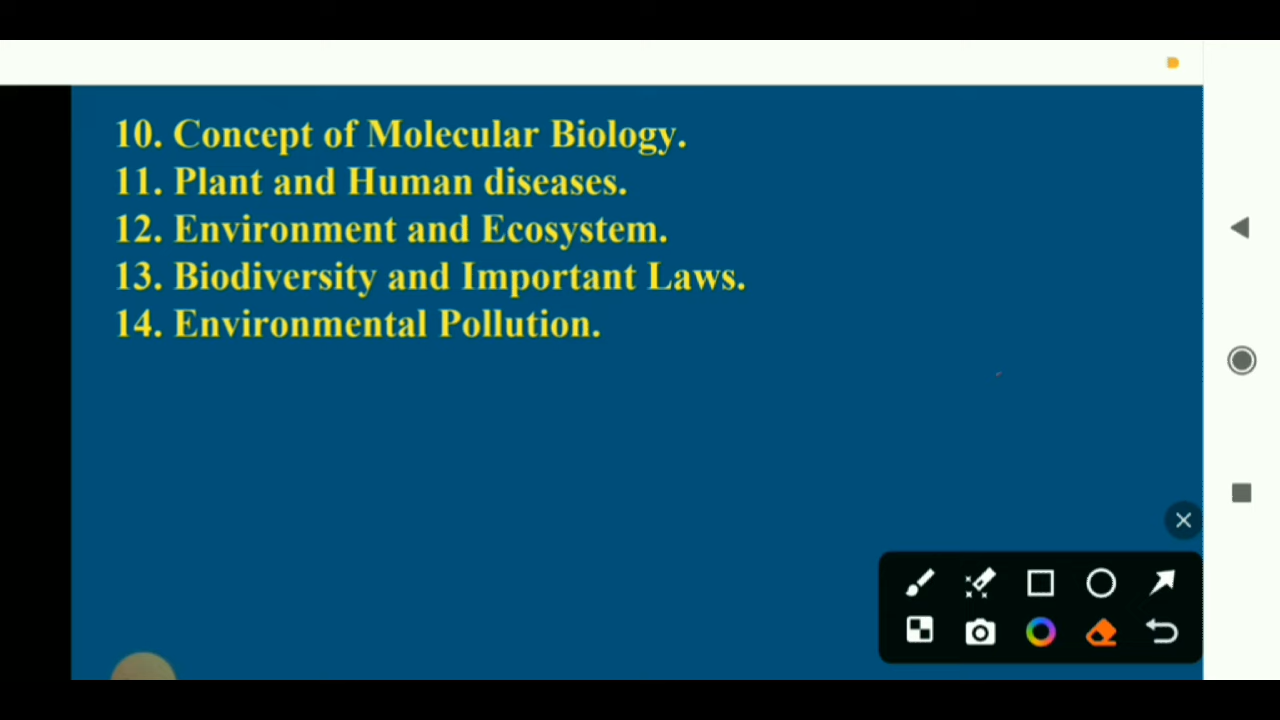 10. Concept of Molecular Biology.
11. Plant and Human diseases.
12. Environment and Ecosystem.
13. Biodiversity and Important Laws.
14. Environmental Pollution.